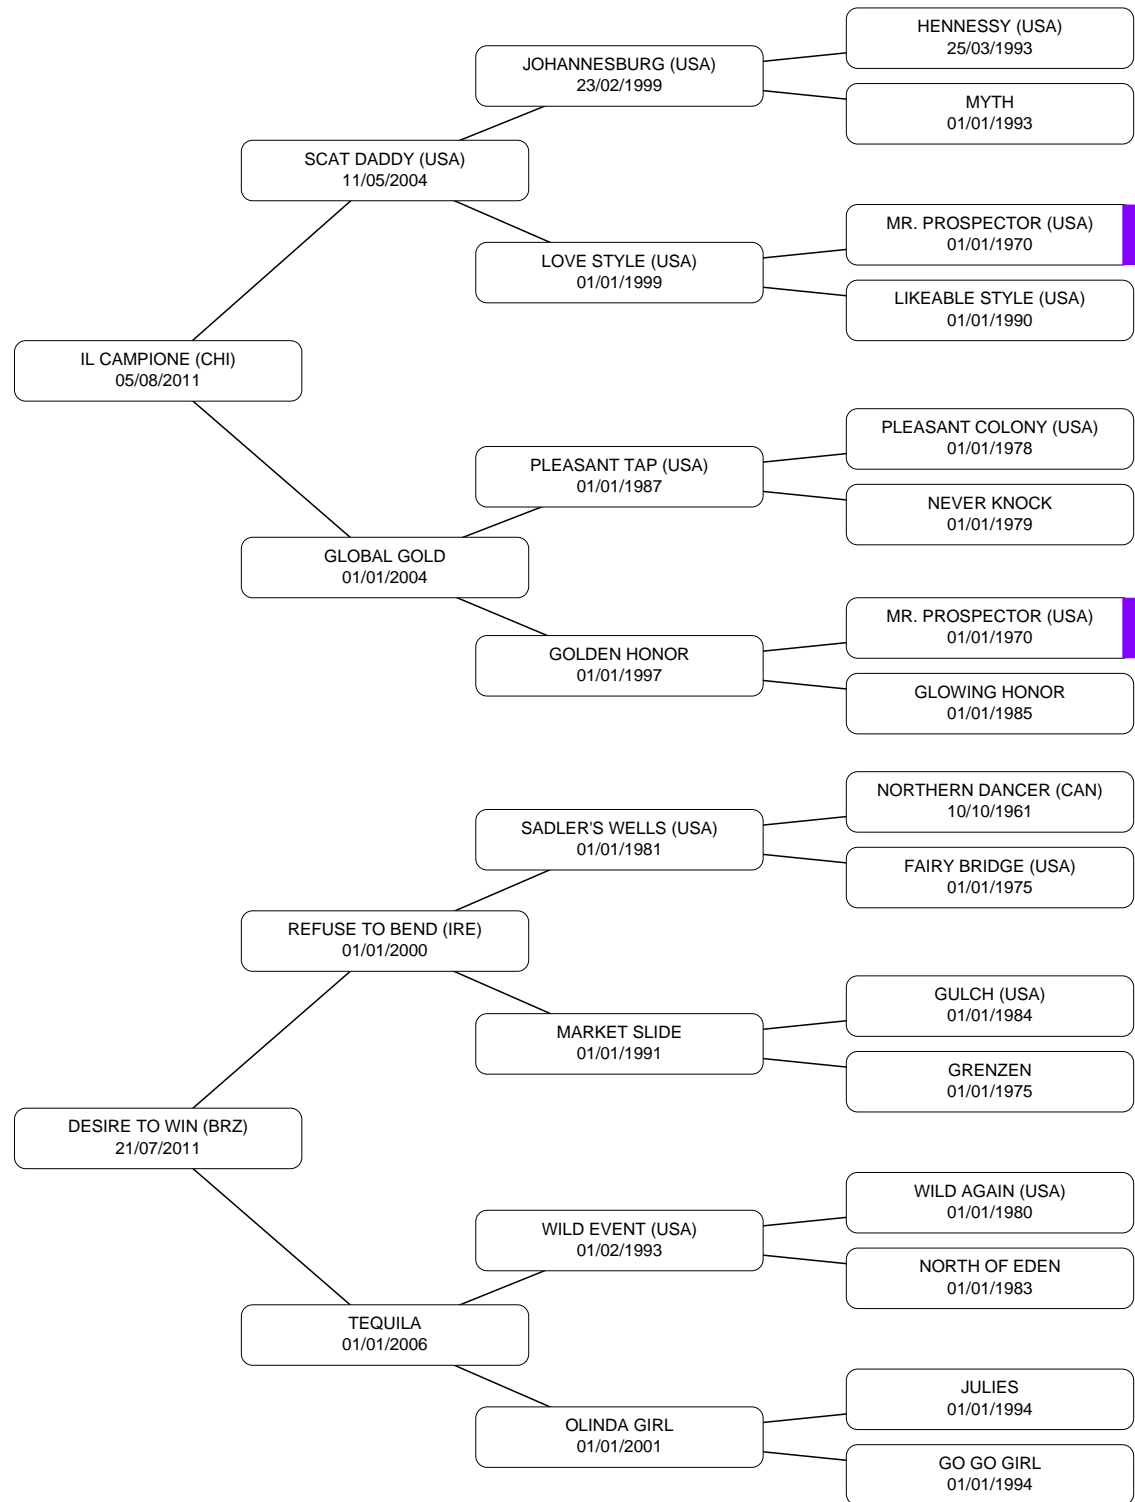 HENNESSY (USA)
25/03/1993
JOHANNESBURG (USA)
23/02/1999
MYTH
01/01/1993
SCAT DADDY (USA)
11/05/2004
MR. PROSPECTOR (USA)
01/01/1970
LOVE STYLE (USA)
01/01/1999
LIKEABLE STYLE (USA)
01/01/1990
IL CAMPIONE (CHI)
05/08/2011
PLEASANT COLONY (USA)
01/01/1978
PLEASANT TAP (USA)
01/01/1987
NEVER KNOCK
01/01/1979
GLOBAL GOLD
01/01/2004
MR. PROSPECTOR (USA)
01/01/1970
GOLDEN HONOR
01/01/1997
GLOWING HONOR
01/01/1985
NORTHERN DANCER (CAN)
10/10/1961
SADLER'S WELLS (USA)
01/01/1981
FAIRY BRIDGE (USA)
01/01/1975
REFUSE TO BEND (IRE)
01/01/2000
GULCH (USA)
01/01/1984
MARKET SLIDE
01/01/1991
GRENZEN
01/01/1975
DESIRE TO WIN (BRZ)
21/07/2011
WILD AGAIN (USA)
01/01/1980
WILD EVENT (USA)
01/02/1993
NORTH OF EDEN
01/01/1983
TEQUILA
01/01/2006
JULIES
01/01/1994
OLINDA GIRL
01/01/2001
GO GO GIRL
01/01/1994